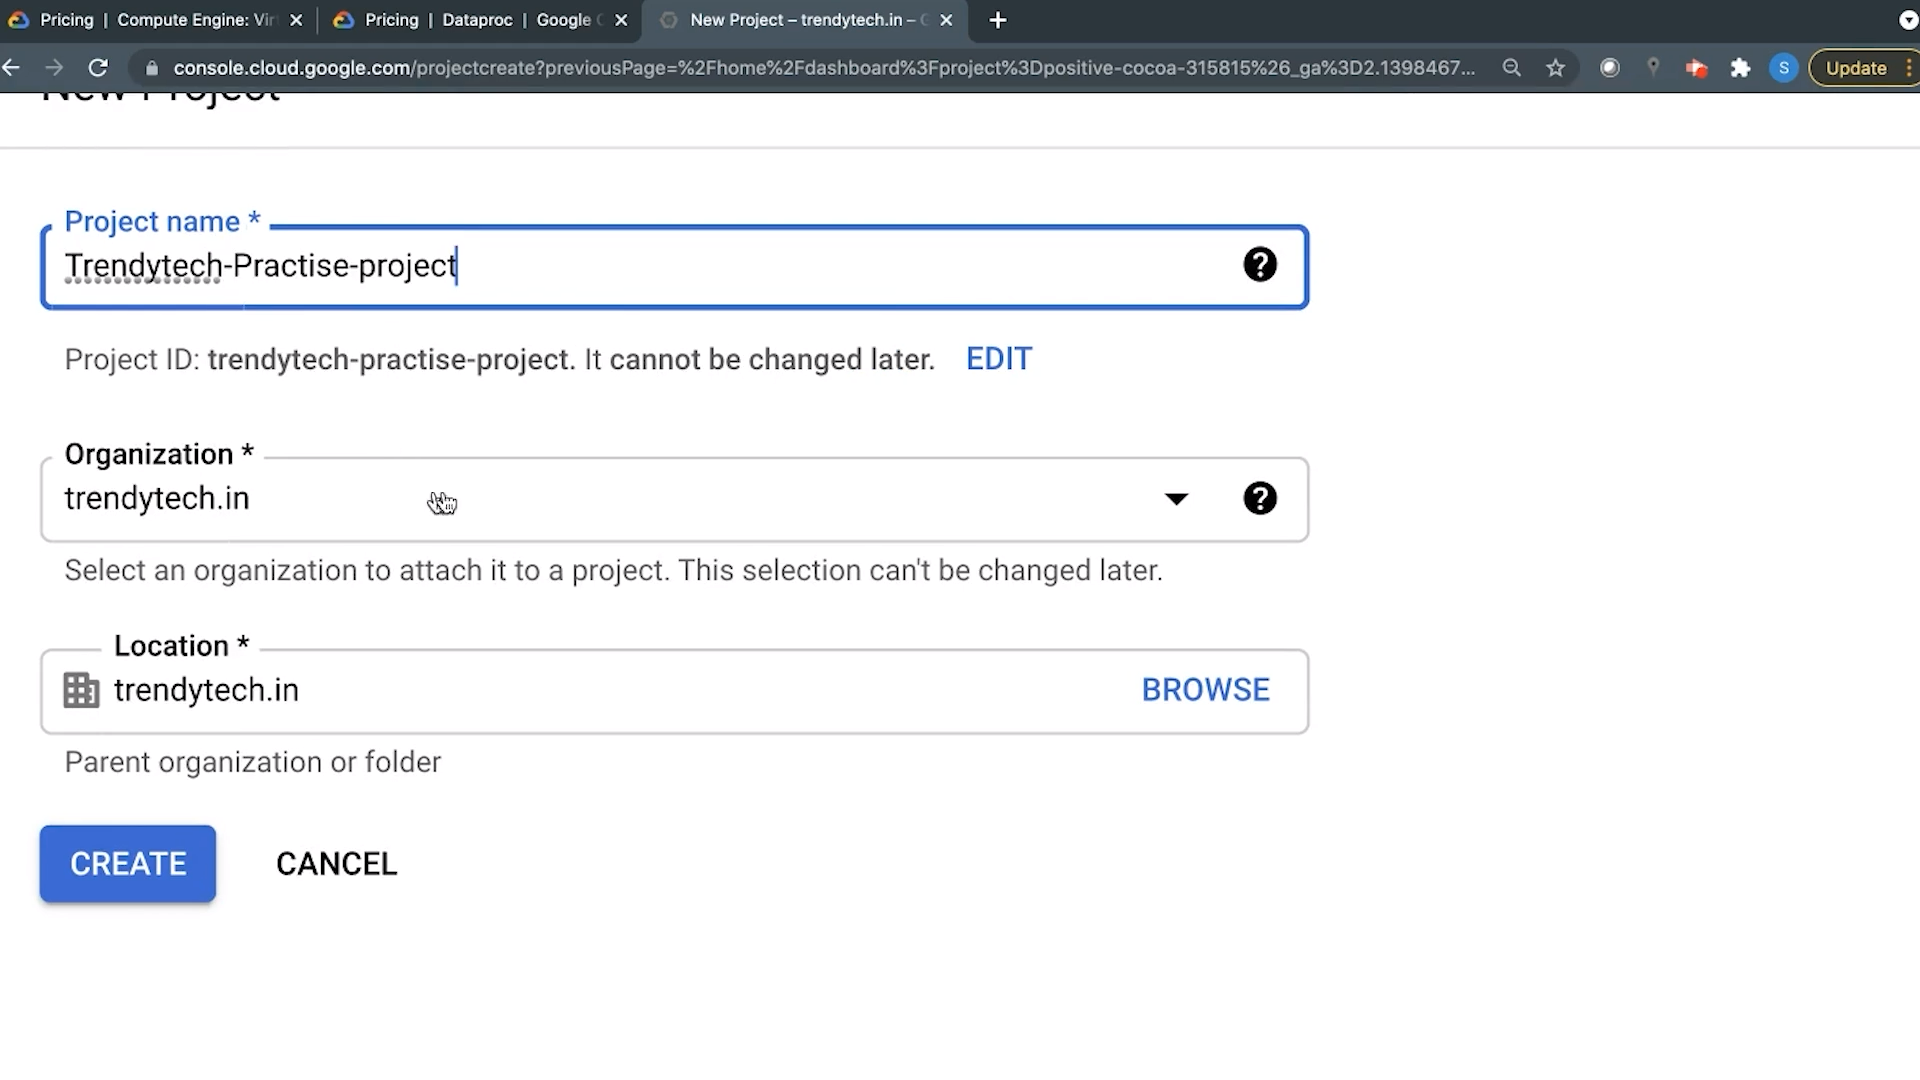 Pricing | Compute Engine: Vir
Pricing | Dataproc | Google C
New Project – trendytech.in – G
console.cloud.google.com/projectcreate?previousPage=%2Fhome%2Fdashboard%3Fproject%3Dpositive-cocoa-315815%26_ga%3D2.1398467...
S
Update
New Project
Project name *
Trendytech-Practise-project
Project ID: trendytech-practise-project. It cannot be changed later. EDIT
Organization *
trendytech.in
Select an organization to attach it to a project. This selection can't be changed later.
Location *
trendytech.in
BROWSE
Parent organization or folder
CREATE
CANCEL